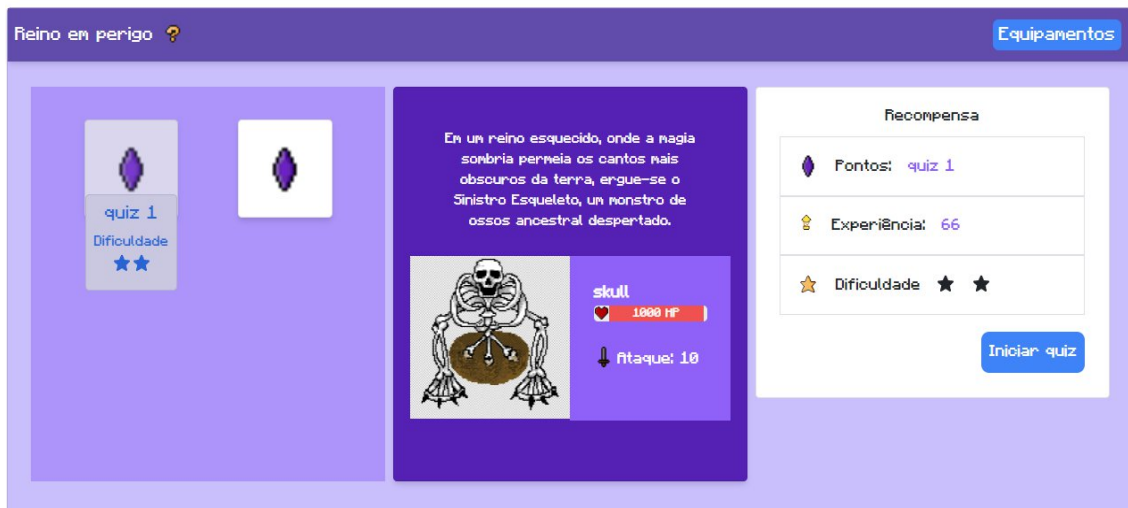 Reino em perigo
Equipamentos
quiz 1
Dificuldade
Em um reino esquecido, onde a magia
sombria permeia os cantos mais
obscuros da terra, ergue-se o
Sinistro Esqueleto, um monstro de
ossos ancestral despertado.
skull
1000 HP
Ataque: 10
Recompensa
Pontos: quiz 1
Experiência: 66
Dificuldade
Iniciar quiz